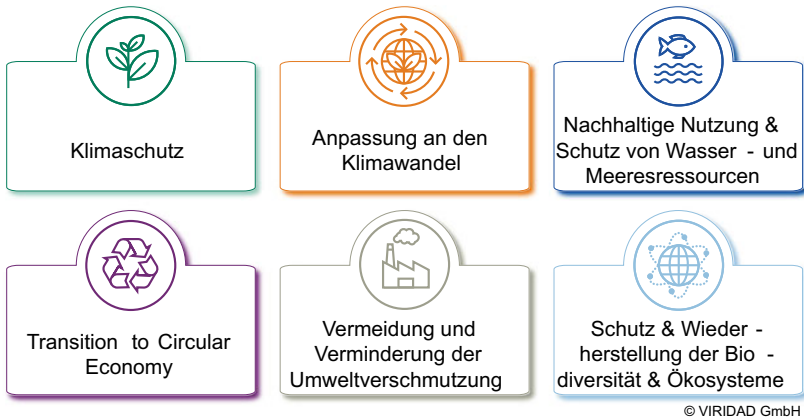 Klimaschutz
Anpassung an den
Klimawandel
Nachhaltige Nutzung &
Schutz von Wasser - und
Meeresressourcen
Transition to Circular
Economy
Vermeidung und
Verminderung der
Umweltverschmutzung
Schutz & Wieder -
herstellung der Bio -
diversität & Ökosysteme
© VIRIDAD GmbH